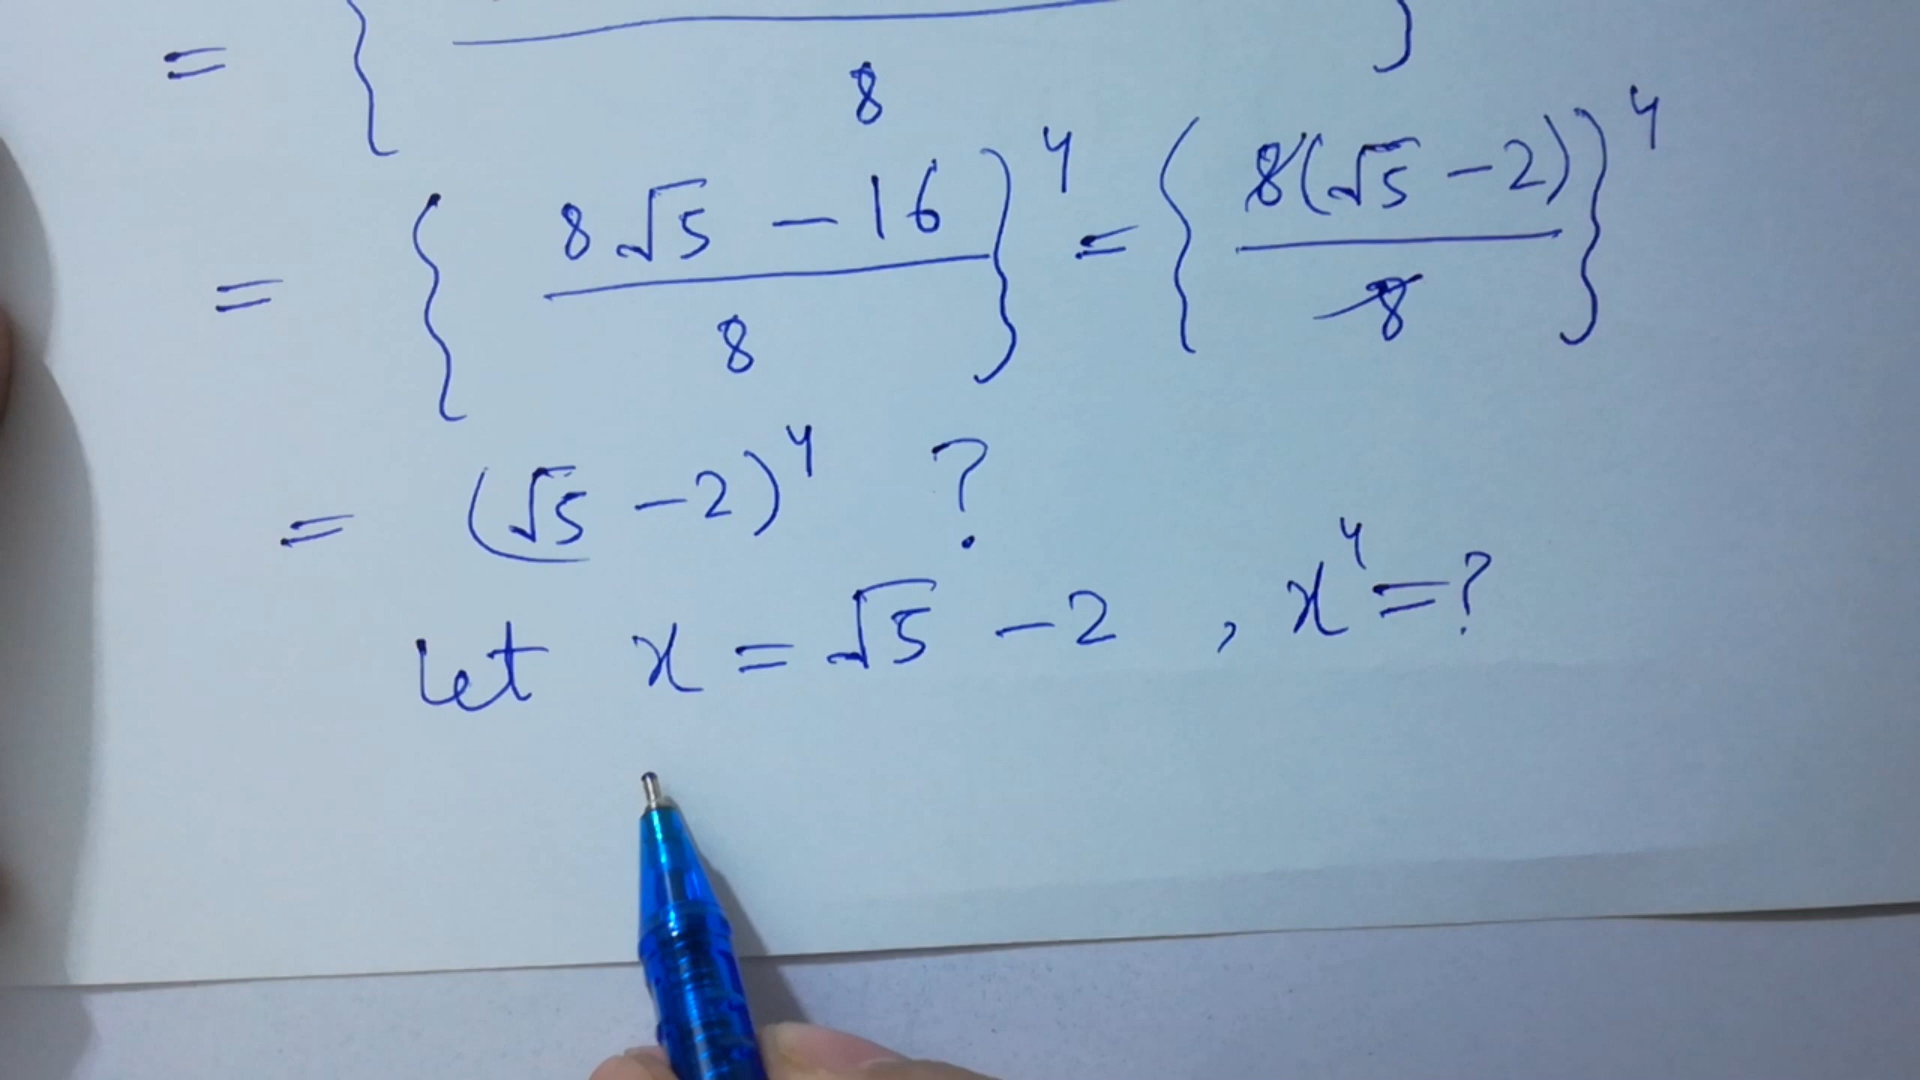 = { 8 }
= { (8√5 - 16)/8 }⁴ = { 8(√5 - 2)/8 }⁴
= (√5 - 2)⁴ ?
Let x = √5 - 2 , x⁴ = ?